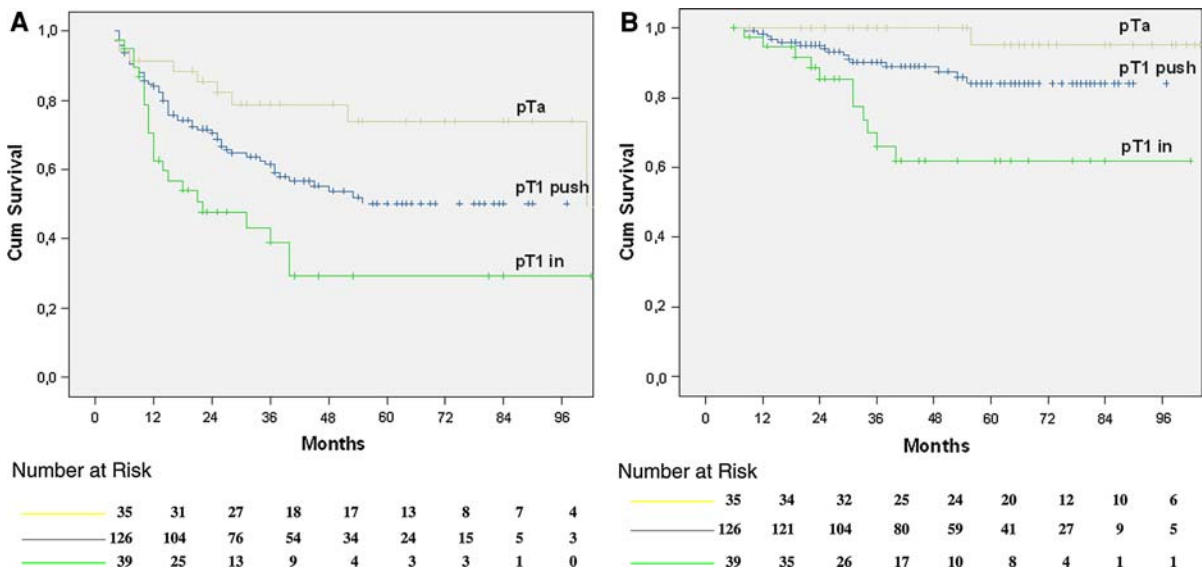 A
Cum Survival
1,0
0,8
0,6
0,4
0,2
0,0
pTa
pT1 push
pT1 in
0 12 24 36 48 60 72 84 96
Months
Number at Risk
35 31 27 18 17 13 8 7 4
126 104 76 54 34 24 15 5 3
39 25 13 9 4 3 3 1 0
B
Cum Survival
1,0
0,8
0,6
0,4
0,2
0,0
pTa
pT1 push
pT1 in
0 12 24 36 48 60 72 84 96
Months
Number at Risk
35 34 32 25 24 20 12 10 6
126 121 104 80 59 41 27 9 5
39 35 26 17 10 8 4 1 1